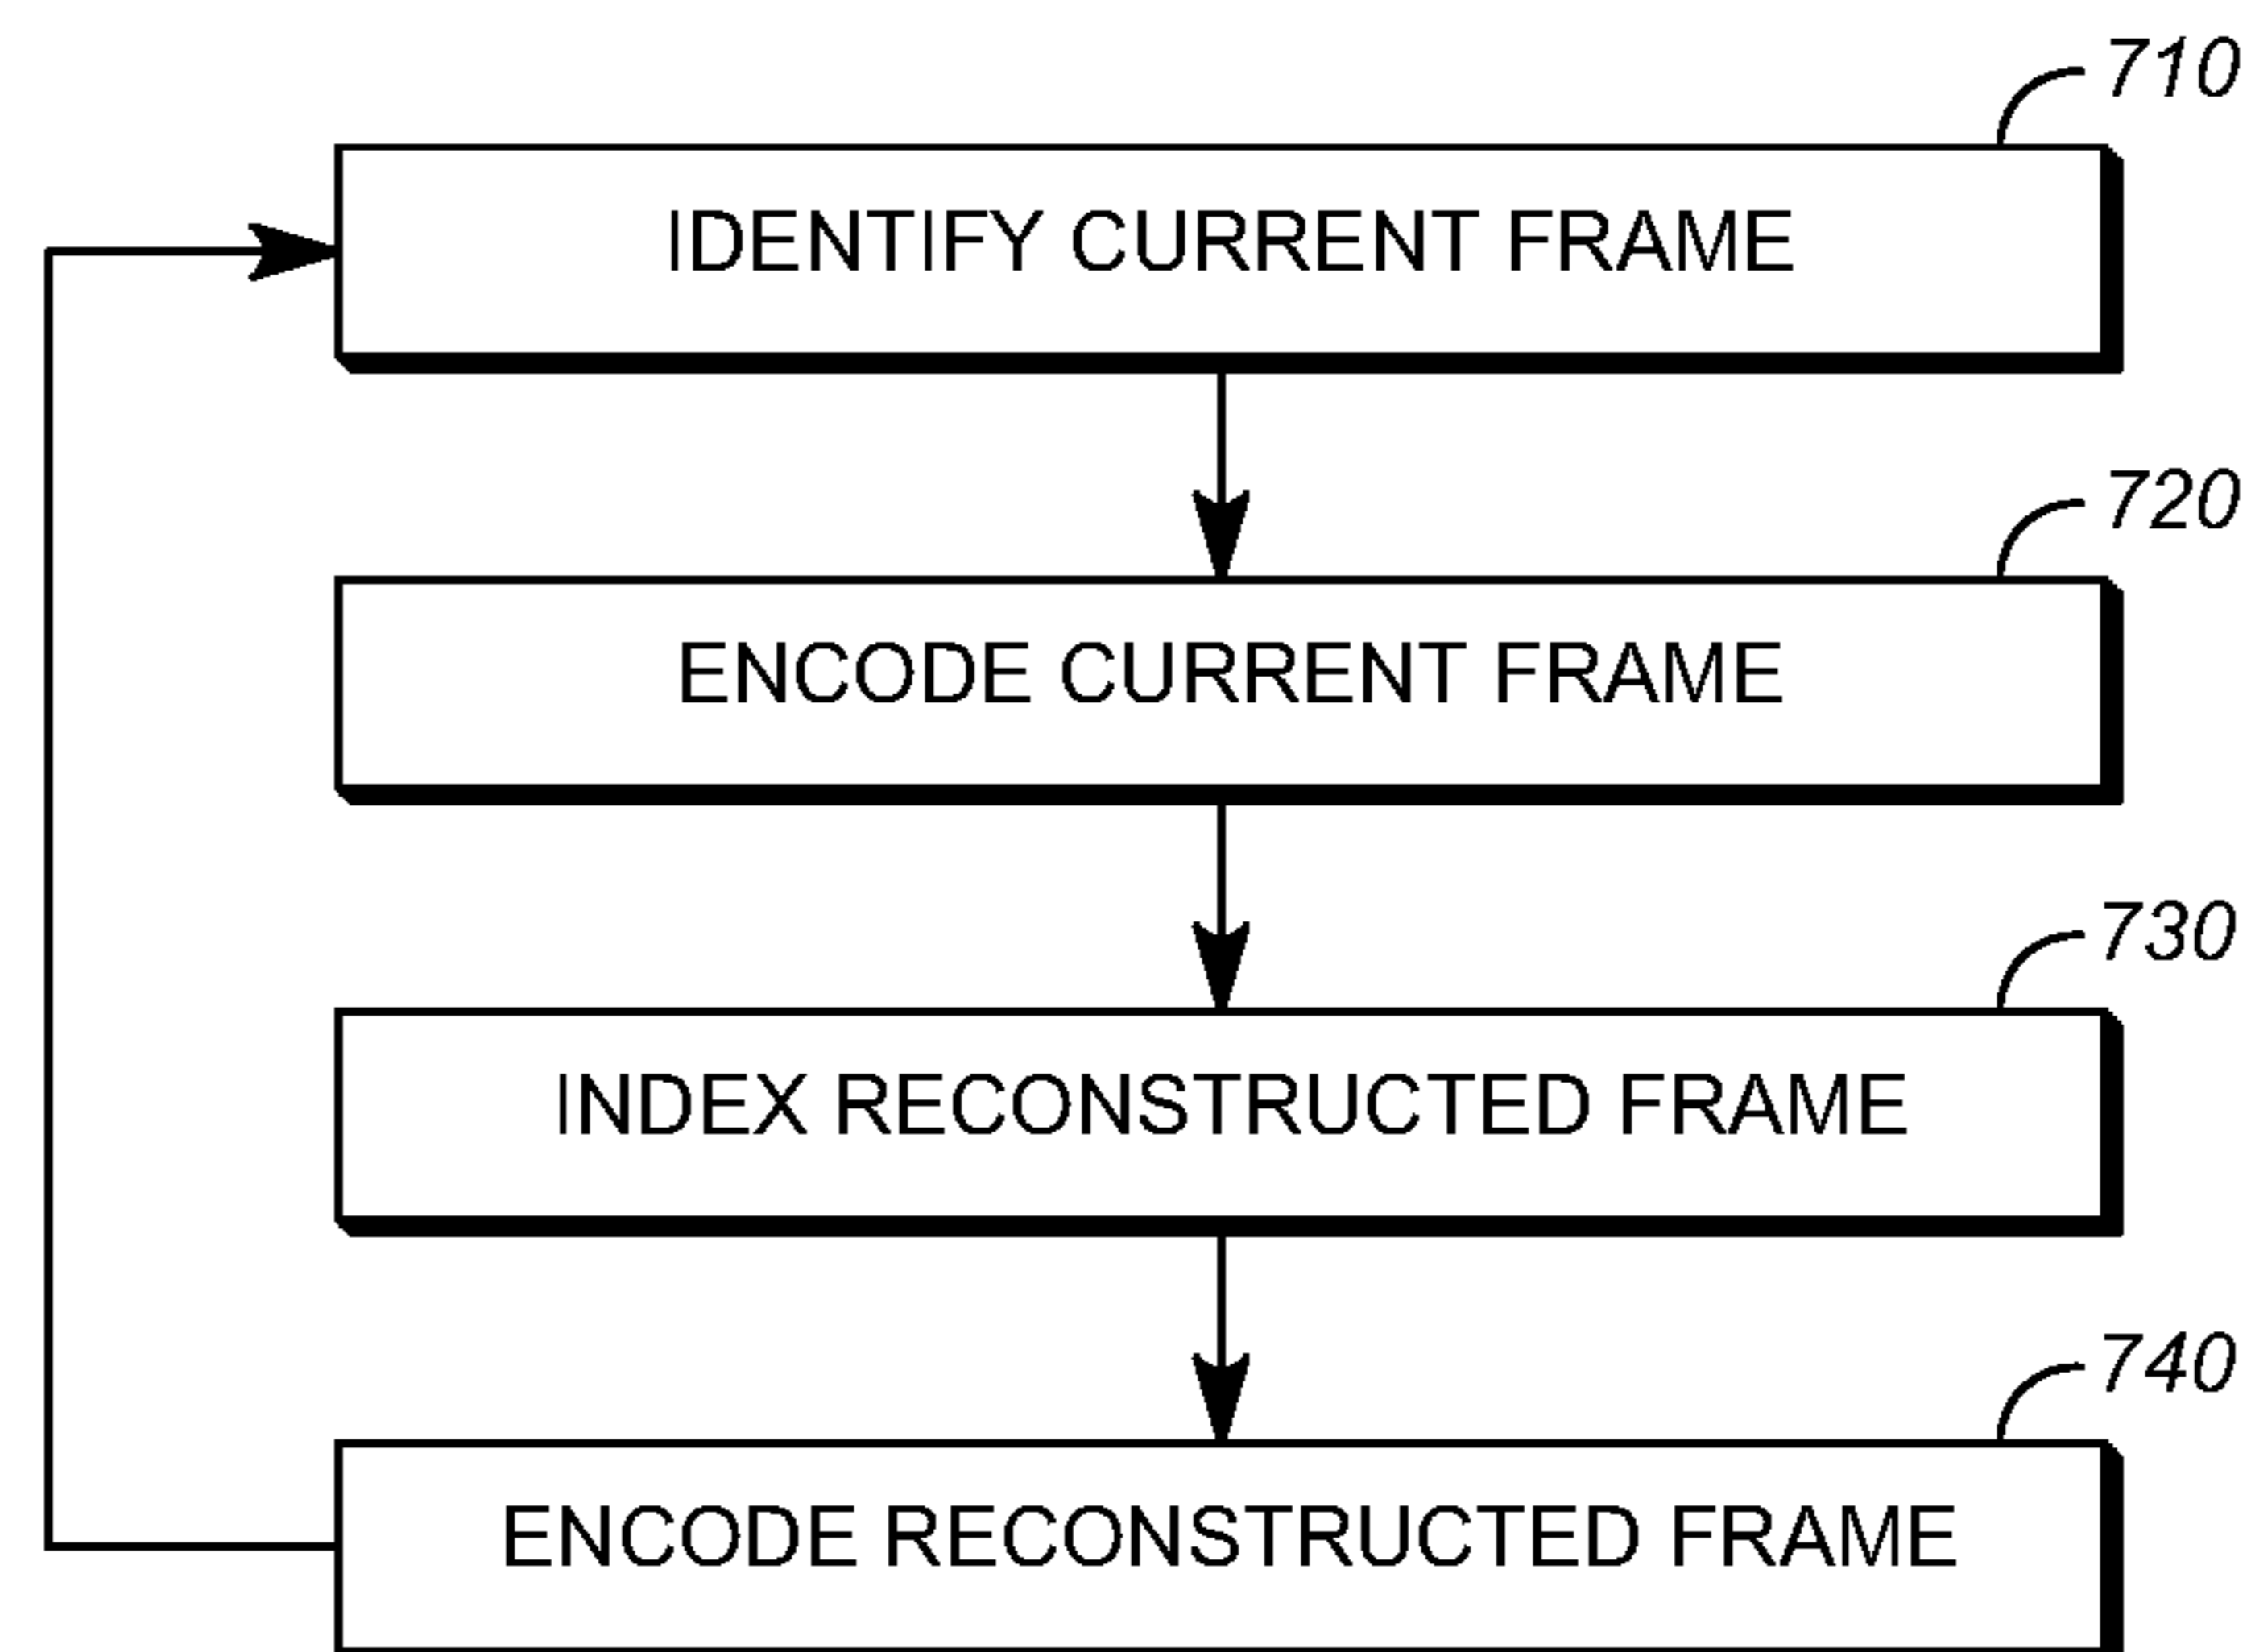 710
IDENTIFY CURRENT FRAME
720
ENCODE CURRENT FRAME
730
INDEX RECONSTRUCTED FRAME
740
ENCODE RECONSTRUCTED FRAME